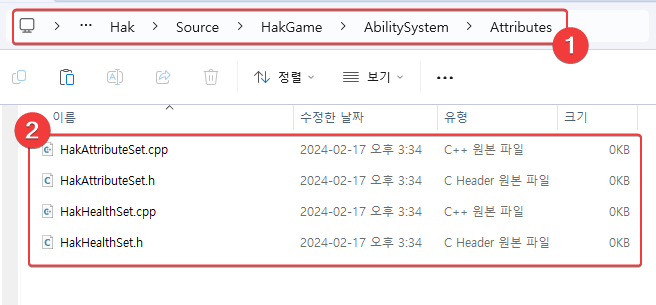 ··· Hak > Source > HakGame > AbilitySystem > Attributes
1
정렬 보기 ···
2
이름 수정한 날짜 유형 크기
HakAttributeSet.cpp 2024-02-17 오후 3:34 C++ 원본 파일 0KB
HakAttributeSet.h 2024-02-17 오후 3:34 C Header 원본 파일 0KB
HakHealthSet.cpp 2024-02-17 오후 3:34 C++ 원본 파일 0KB
HakHealthSet.h 2024-02-17 오후 3:34 C Header 원본 파일 0KB